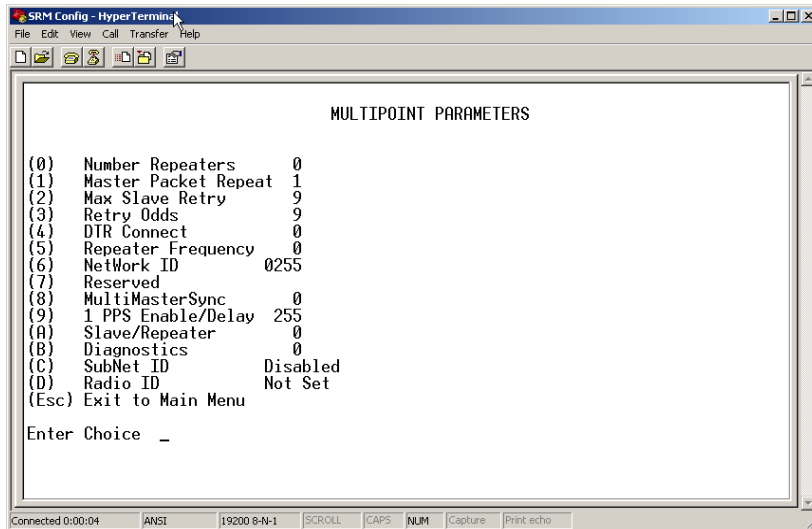 SRM Config - HyperTerminal
File Edit View Call Transfer Help
MULTIPOINT PARAMETERS
(0) Number Repeaters 0
(1) Master Packet Repeat 1
(2) Max Slave Retry 9
(3) Retry Odds 9
(4) DTR Connect 0
(5) Repeater Frequency 0
(6) NetWork ID 0255
(7) Reserved
(8) MultiMasterSync 0
(9) 1 PPS Enable/Delay 255
(A) Slave/Repeater 0
(B) Diagnostics 0
(C) SubNet ID Disabled
(D) Radio ID Not Set
(Esc) Exit to Main Menu
Enter Choice _
Connected 0:00:04 ANSI 19200 8-N-1 SCROLL CAPS NUM Capture Print echo